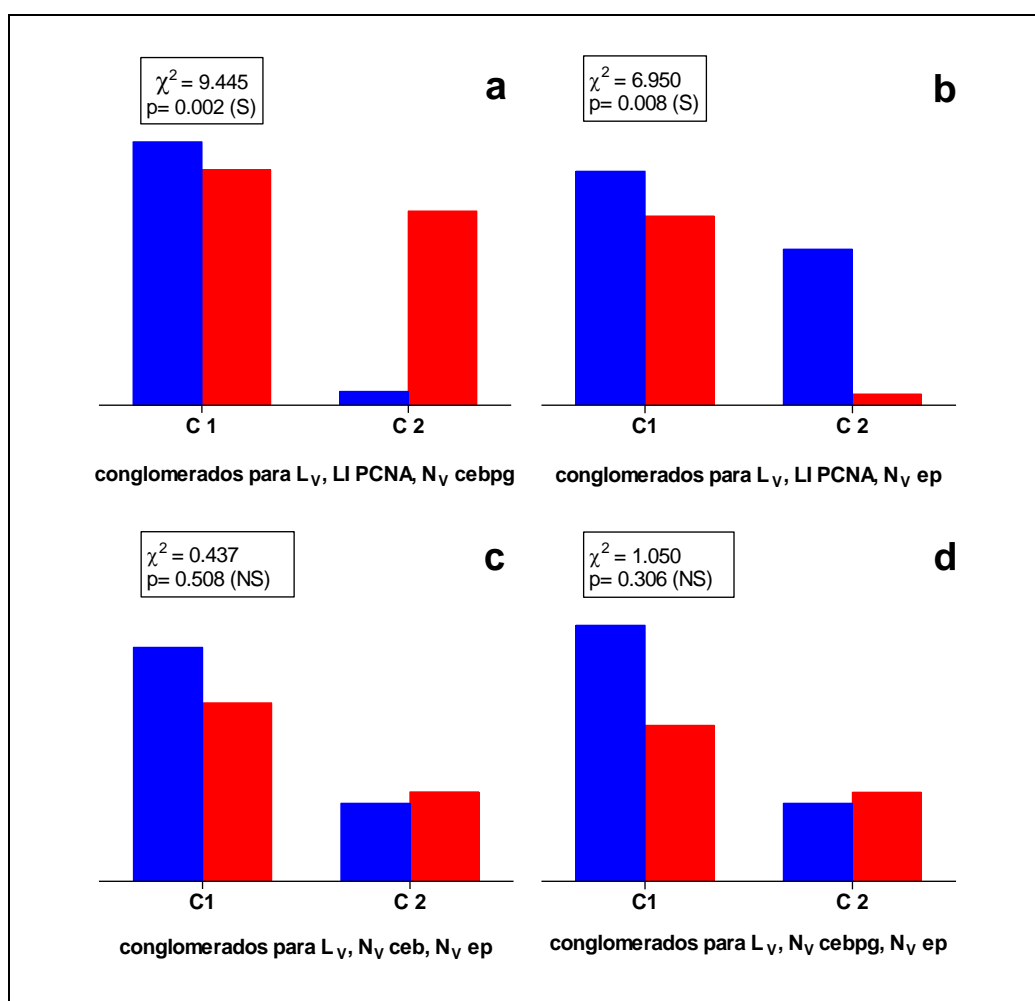 χ² = 9.445
p= 0.002 (S)
a
C 1
C 2
conglomerados para L_V, LI PCNA, N_V cebpg
χ² = 6.950
p= 0.008 (S)
b
C1
C 2
conglomerados para L_V, LI PCNA, N_V ep
χ² = 0.437
p= 0.508 (NS)
c
C1
C 2
conglomerados para L_V, N_V ceb, N_V ep
χ² = 1.050
p= 0.306 (NS)
d
C1
C 2
conglomerados para L_V, N_V cebpg, N_V ep